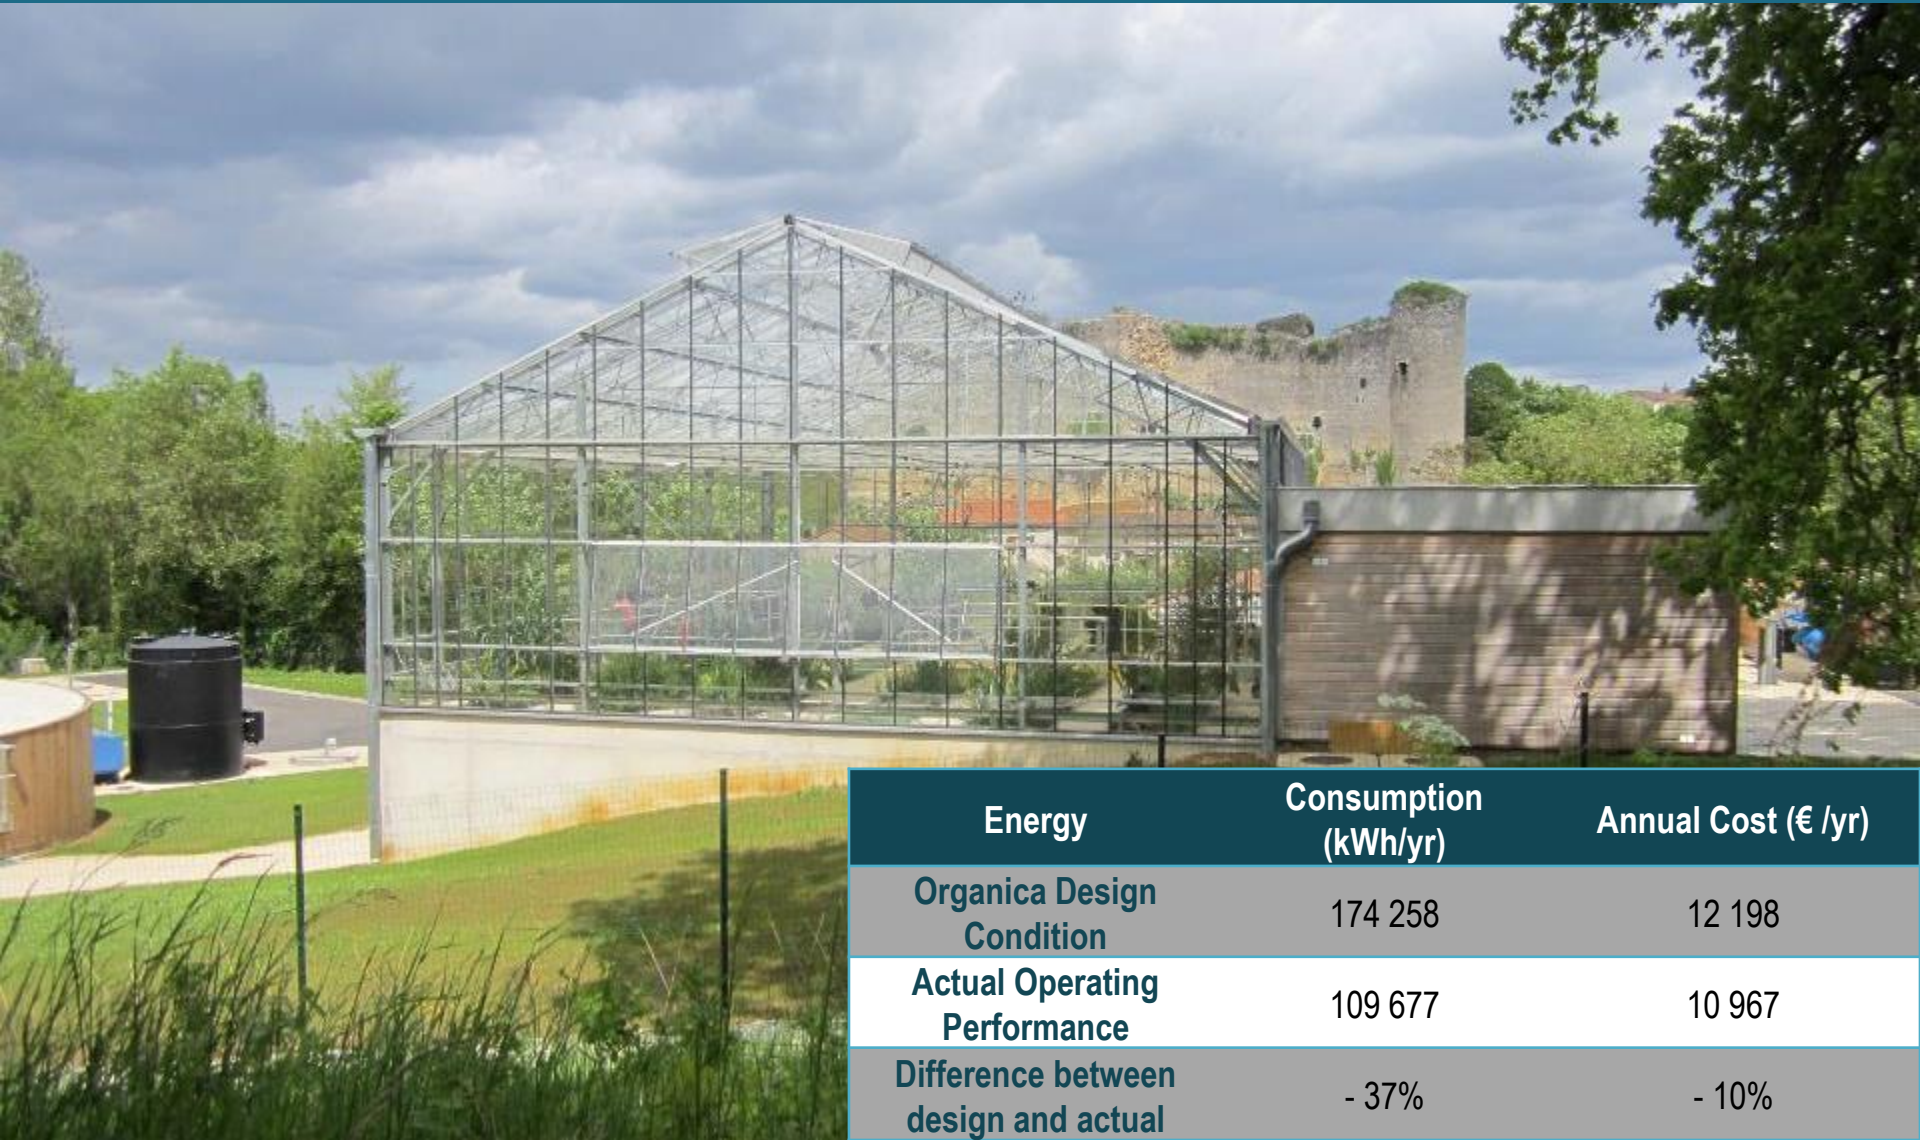 Energy
Consumption
(kWh/yr)
Annual Cost (€ /yr)
Organica Design
Condition
174 258
12 198
Actual Operating
Performance
109 677
10 967
Difference between
design and actual
- 37%
- 10%